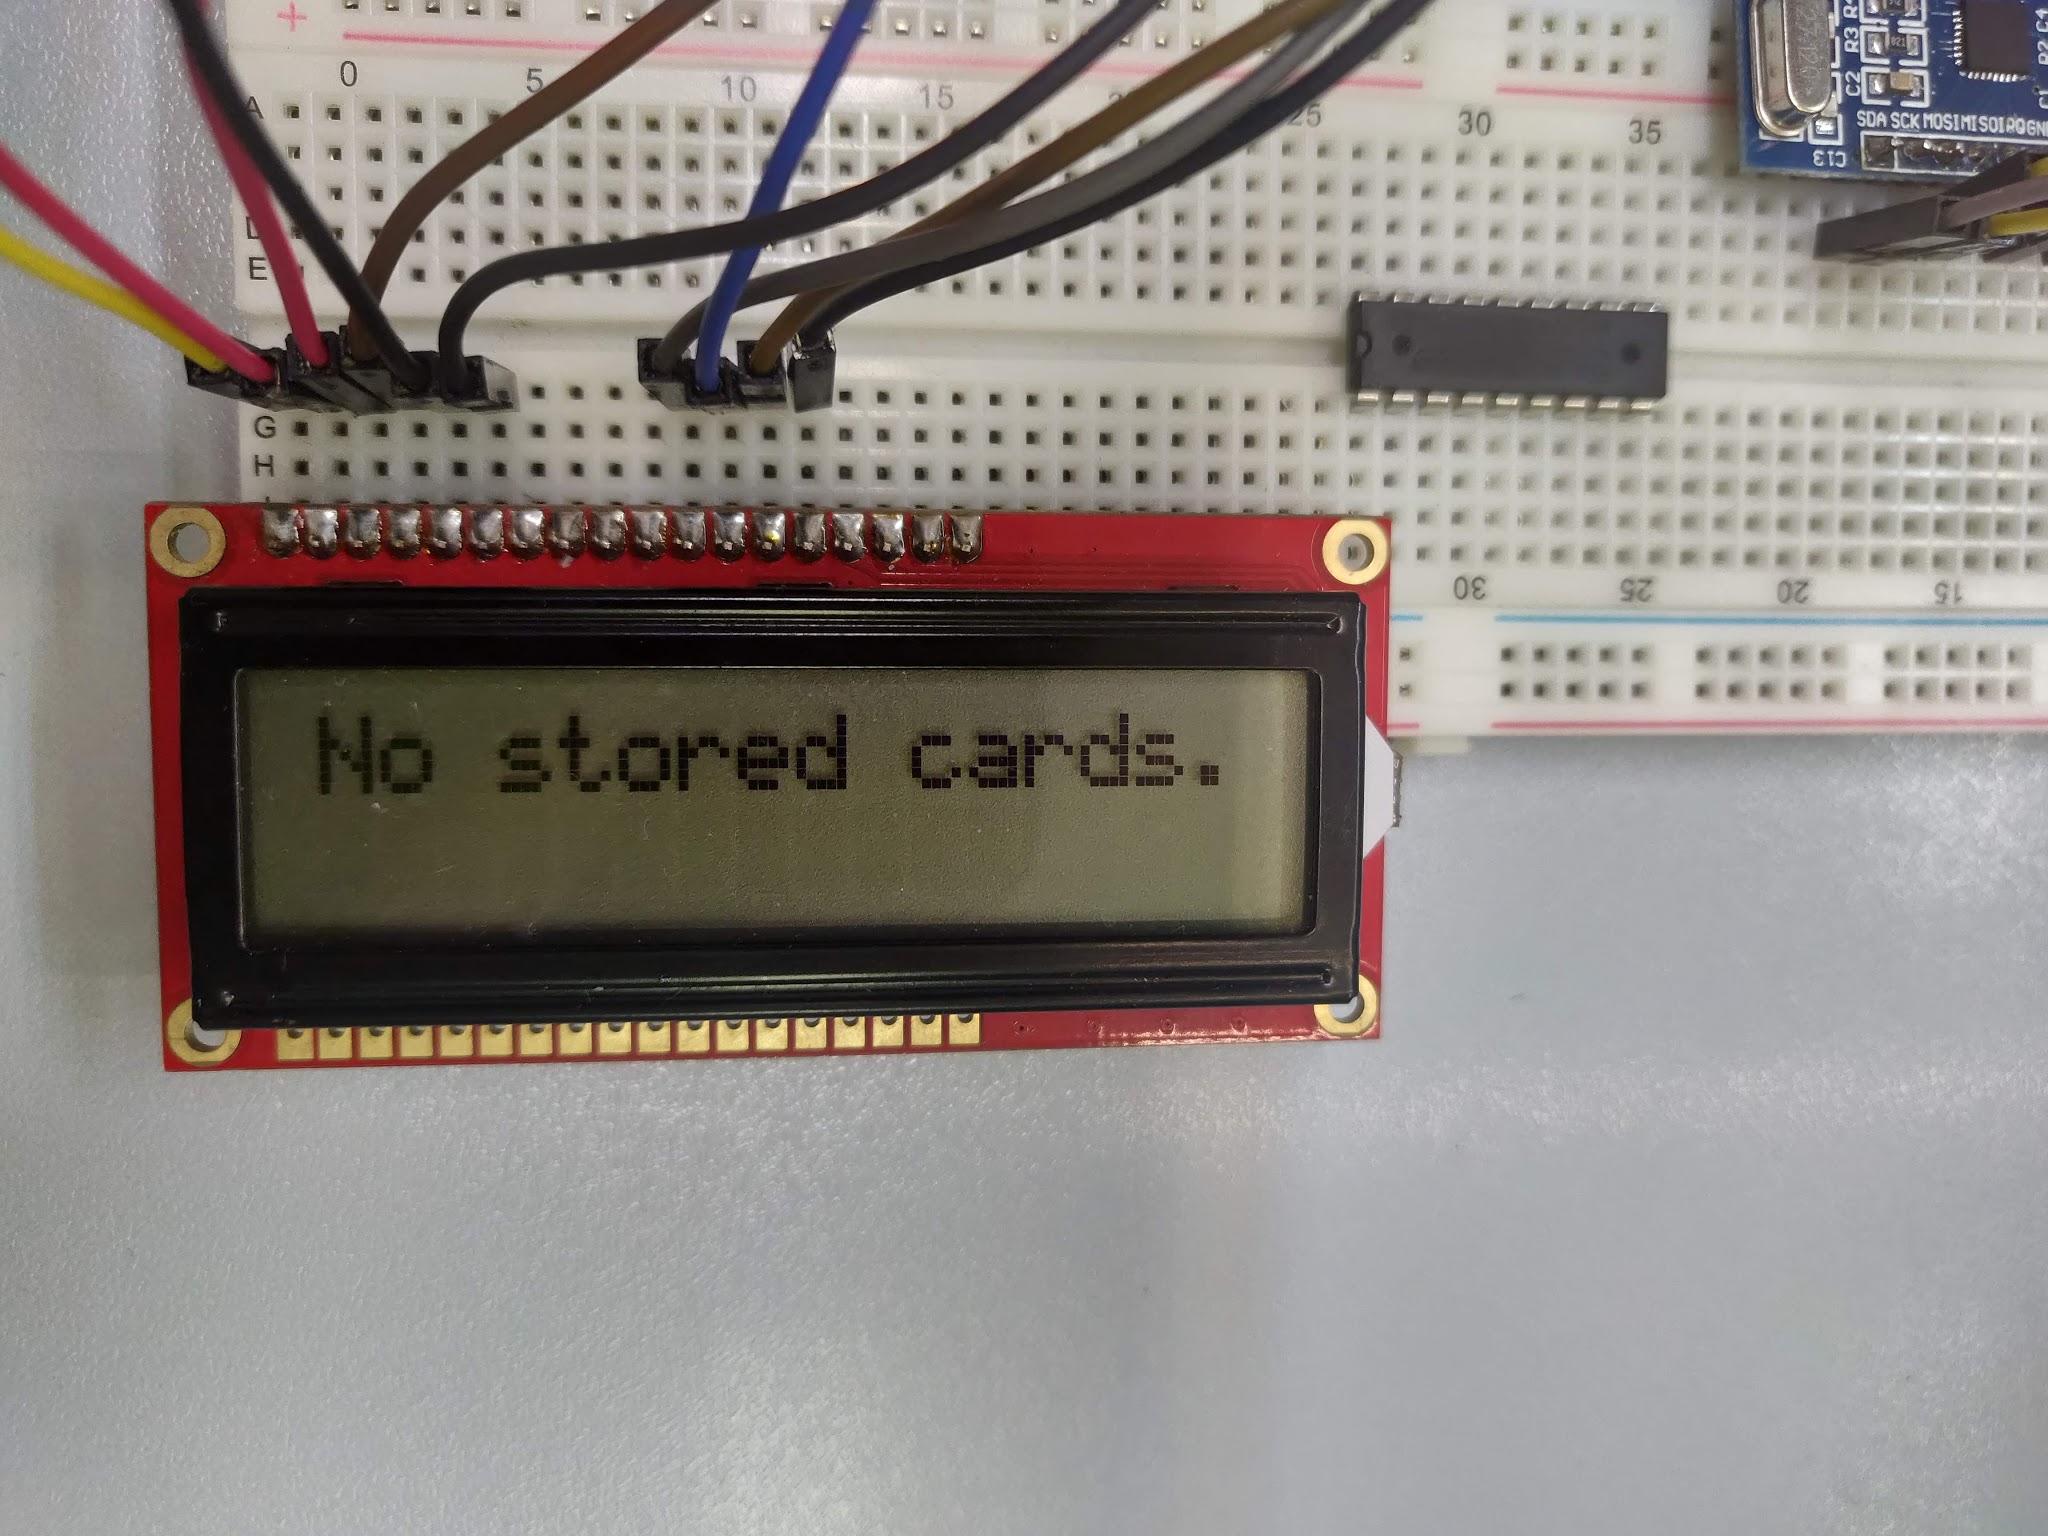 +
0 5 10 15 25 30 35
A
D
E
G
H
R3
C2
SDA SCK MOSI MISO IRQ GND
C13
R2 C1
No stored cards.
30 25 20 15